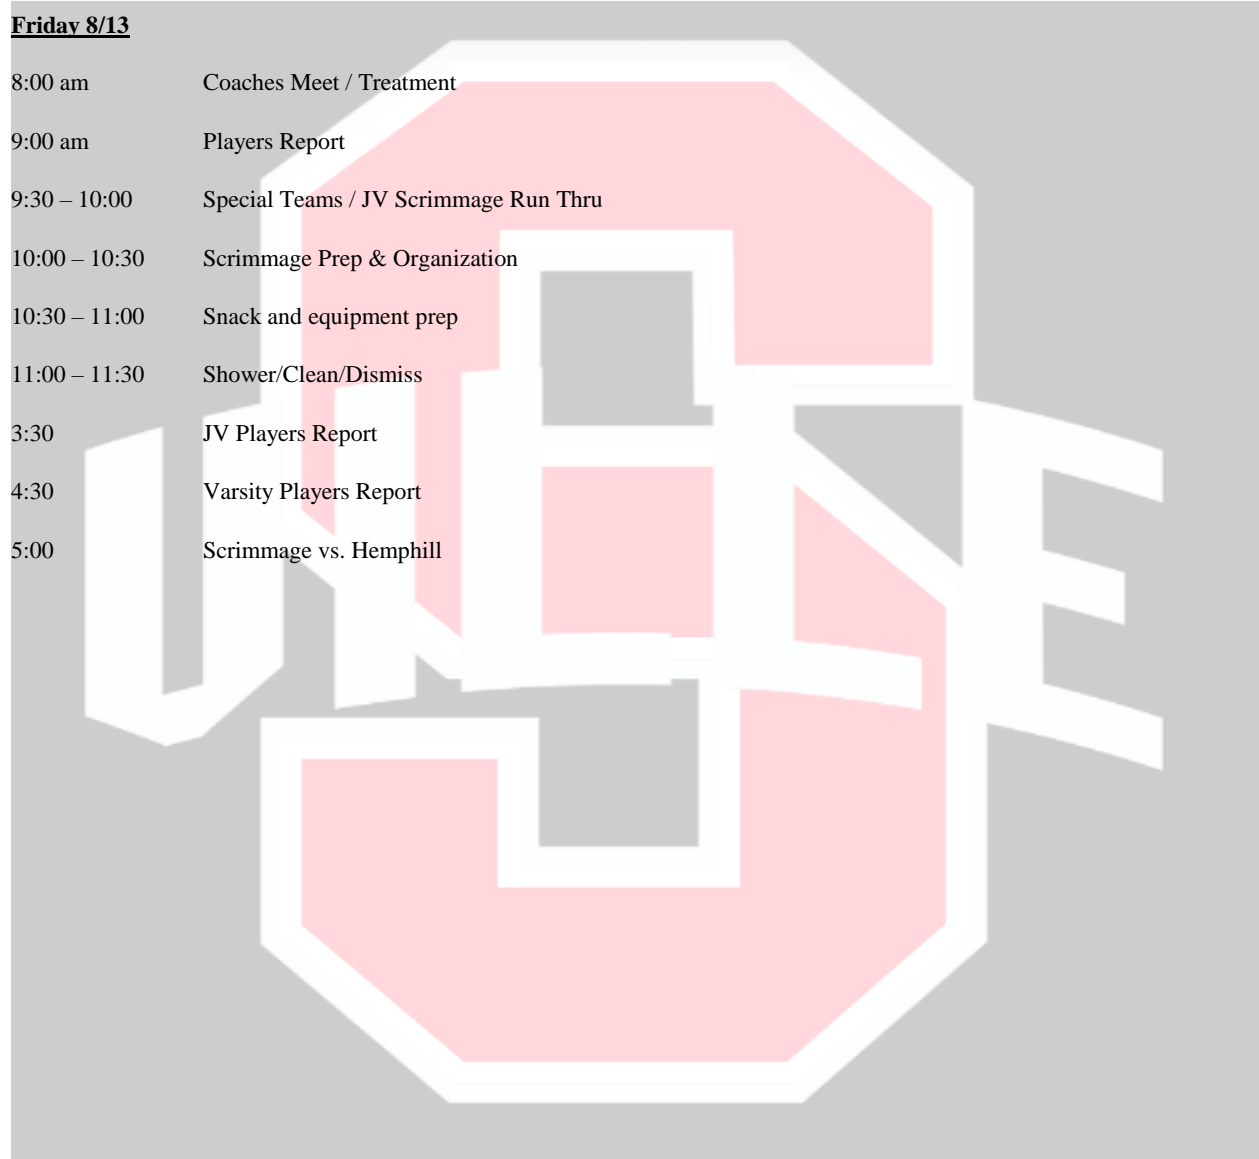 Friday 8/13
8:00 am Coaches Meet / Treatment
9:00 am Players Report
9:30 – 10:00 Special Teams / JV Scrimmage Run Thru
10:00 – 10:30 Scrimmage Prep & Organization
10:30 – 11:00 Snack and equipment prep
11:00 – 11:30 Shower/Clean/Dismiss
3:30 JV Players Report
4:30 Varsity Players Report
5:00 Scrimmage vs. Hemphill
S
VILLE